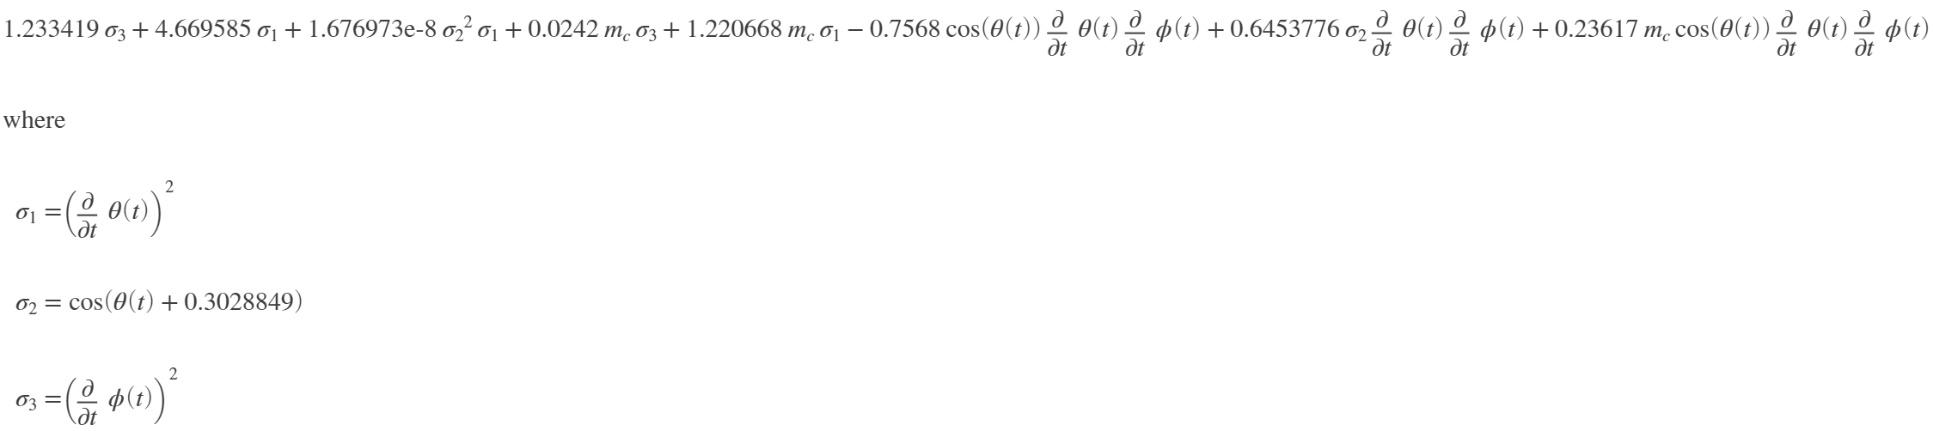 1.233419 σ₃ + 4.669585 σ₁ + 1.676973e-8 σ₂² σ₁ + 0.0242 m_c σ₃ + 1.220668 m_c σ₁ − 0.7568 cos(θ(t)) ∂/∂t θ(t) ∂/∂t ϕ(t) + 0.6453776 σ₂ ∂/∂t θ(t) ∂/∂t ϕ(t) + 0.23617 m_c cos(θ(t)) ∂/∂t θ(t) ∂/∂t ϕ(t)
where
σ₁ = (∂/∂t θ(t))²
σ₂ = cos(θ(t) + 0.3028849)
σ₃ = (∂/∂t ϕ(t))²